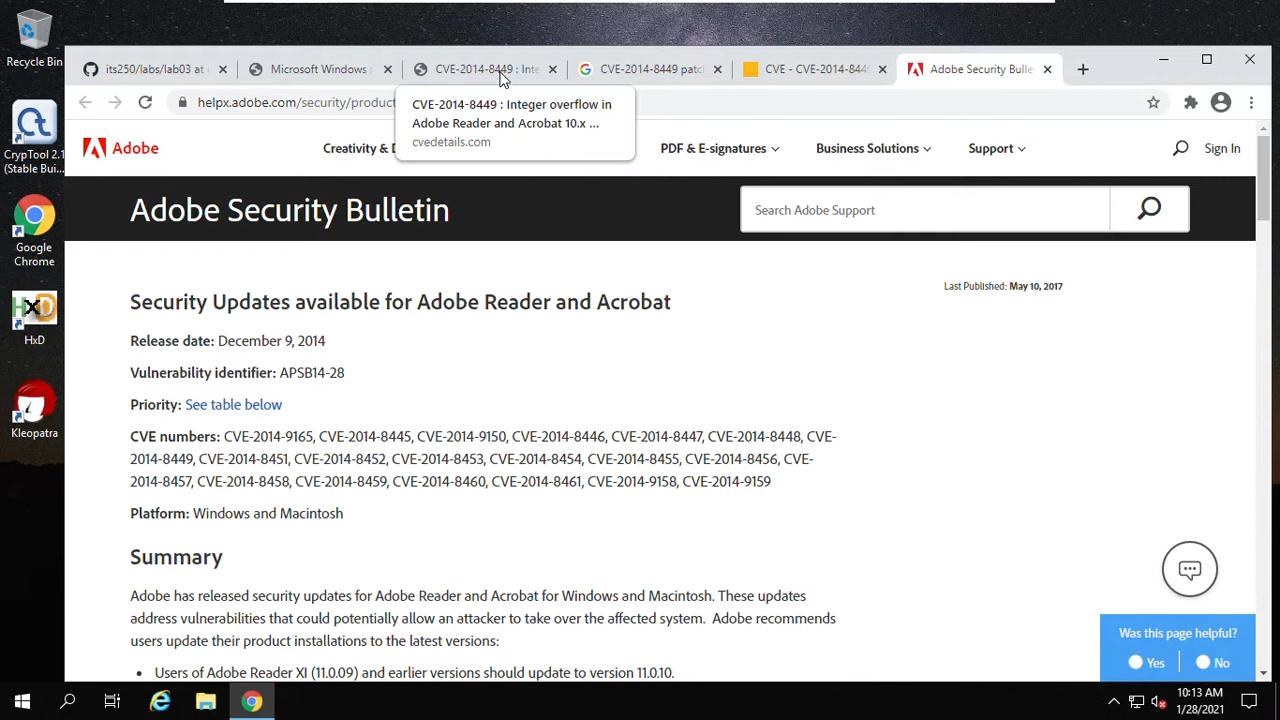 Recycle Bin
CrypTool 2.1
(Stable Bui...
Google
Chrome
HxD
Kleopatra
its250/labs/lab03 at
Microsoft Windows
CVE-2014-8449 : Inte
CVE-2014-8449 patc
CVE - CVE-2014-844
Adobe Security Bulle
helpx.adobe.com/security/product
CVE-2014-8449 : Integer overflow in
Adobe Reader and Acrobat 10.x ...
cvedetails.com
Adobe
Creativity & D
PDF & E-signatures
Business Solutions
Support
Sign In
Adobe Security Bulletin
Search Adobe Support
Last Published: May 10, 2017
Security Updates available for Adobe Reader and Acrobat
Release date: December 9, 2014
Vulnerability identifier: APSB14-28
Priority: See table below
CVE numbers: CVE-2014-9165, CVE-2014-8445, CVE-2014-9150, CVE-2014-8446, CVE-2014-8447, CVE-2014-8448, CVE-
2014-8449, CVE-2014-8451, CVE-2014-8452, CVE-2014-8453, CVE-2014-8454, CVE-2014-8455, CVE-2014-8456, CVE-
2014-8457, CVE-2014-8458, CVE-2014-8459, CVE-2014-8460, CVE-2014-8461, CVE-2014-9158, CVE-2014-9159
Platform: Windows and Macintosh
Summary
Adobe has released security updates for Adobe Reader and Acrobat for Windows and Macintosh. These updates
address vulnerabilities that could potentially allow an attacker to take over the affected system. Adobe recommends
users update their product installations to the latest versions:
• Users of Adobe Reader XI (11.0.09) and earlier versions should update to version 11.0.10.
Was this page helpful?
Yes
No
10:13 AM
1/28/2021